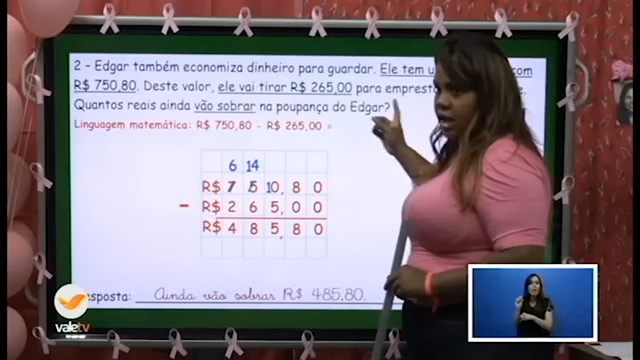 2 - Edgar também economiza dinheiro para guardar. Ele tem com
R$ 750,80. Deste valor, ele vai tirar R$ 265,00 para
Quantos reais ainda vão sobrar na poupança do Edgar?
Linguagem matemática: R$ 750,80 - R$ 265,00 =
6 14
R$ 7 5 10, 8 0
- R$ 2 6 5, 0 0
R$ 4 8 5, 8 0
Ainda vão sobrar R$ 485,80.
valetv